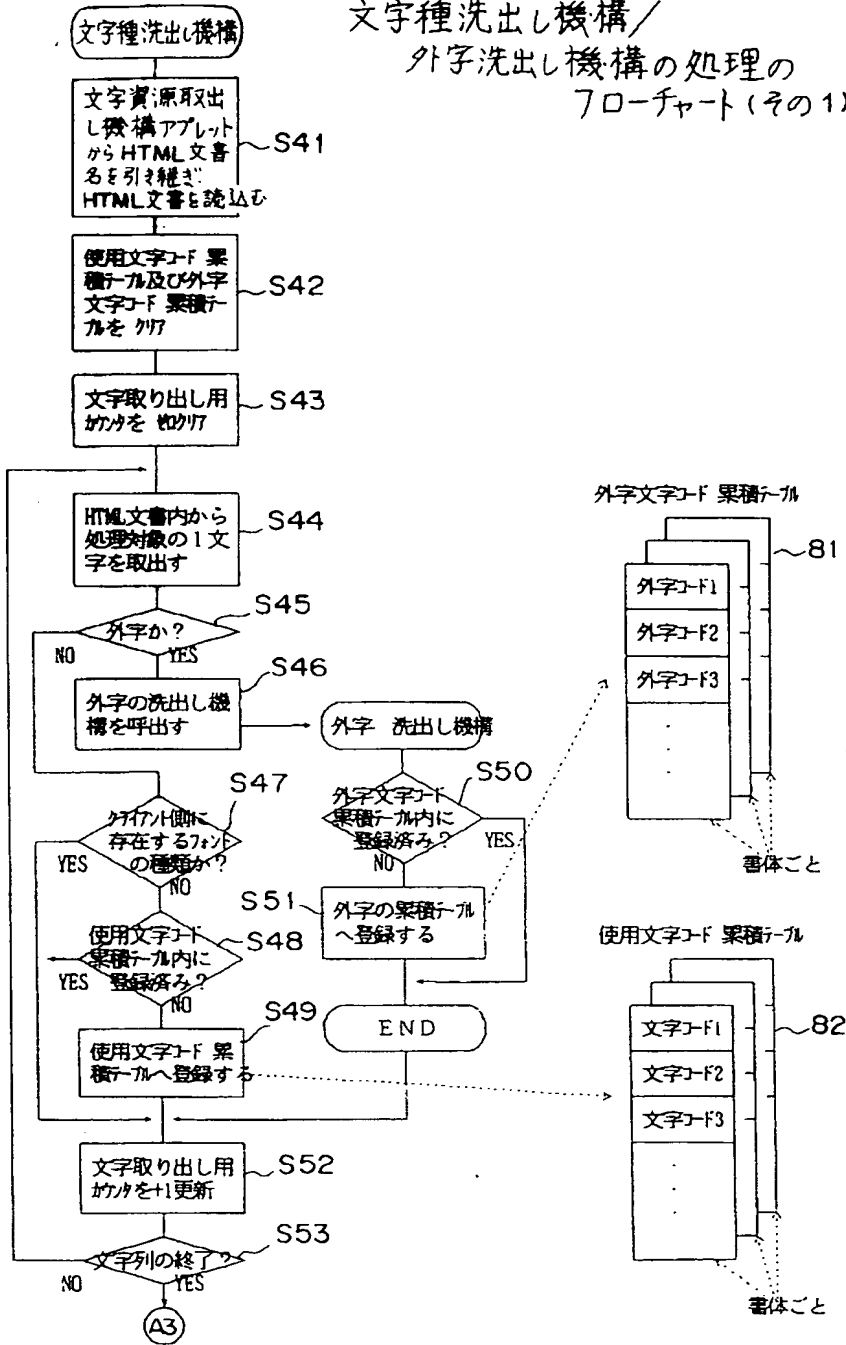 文字種洗出し機構/
外字洗出し機構の処理の
フローチャート(その1)
文字種洗出し機構
文字資源取出
し機構アプレット
からHTML文書
名を引き継ぎ
HTML文書を読込む
S41
使用文字コード 累
積テーブル及び外字
文字コード 累積テー
ブルを クリア
S42
文字取り出し用
カウンタを ゼロクリア
S43
HTML文書内から
処理対象の1文
字を取出す
S44
外字か?
S45
NO
YES
外字の洗出し機
構を呼出す
S46
外字 洗出し機構
クライアント側に
存在するフォント
の種類か?
S47
YES
NO
使用文字コード
累積テーブル内に
登録済み?
S48
YES
NO
使用文字コード 累
積テーブルへ登録する
S49
外字文字コード
累積テーブル内に
登録済み?
S50
YES
NO
外字の累積テーブル
へ登録する
S51
END
文字取り出し用
カウンタを+1更新
S52
文字列の終了?
S53
NO
YES
A3
外字文字コード 累積テーブル
81
外字コード1
外字コード2
外字コード3
書体ごと
使用文字コード 累積テーブル
82
文字コード1
文字コード2
文字コード3
書体ごと